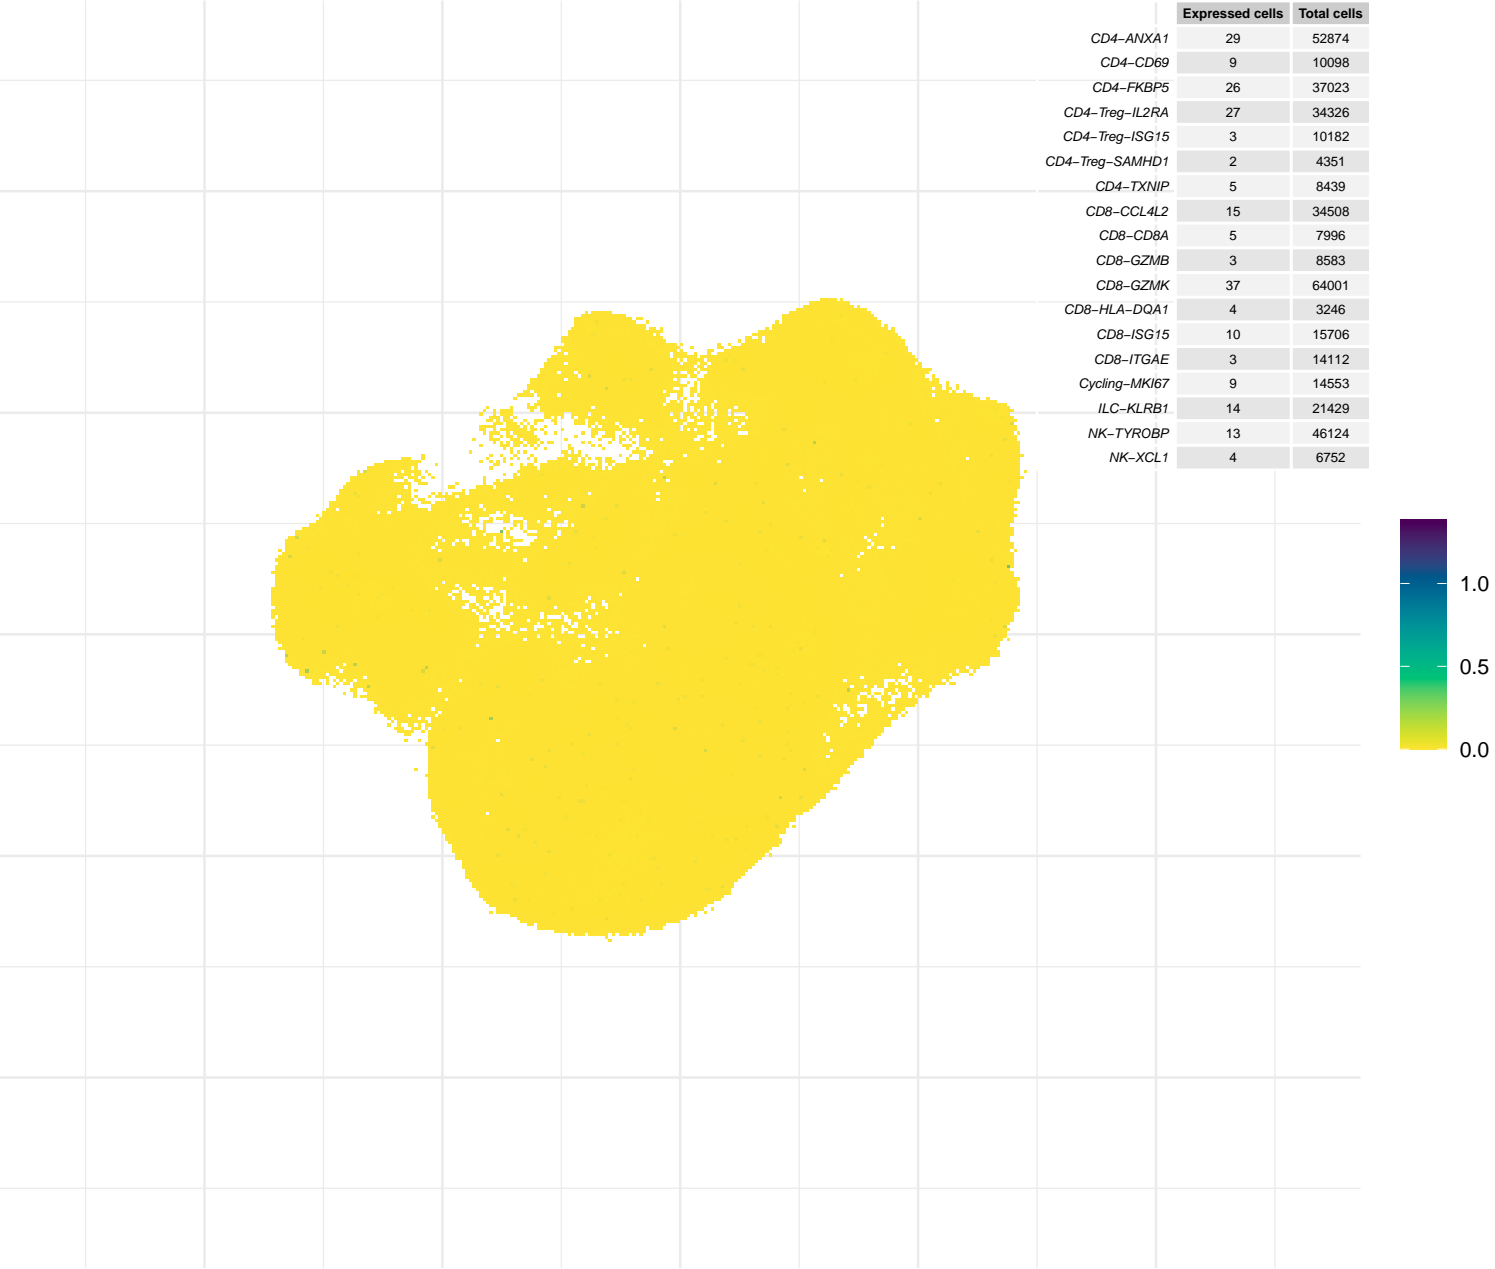 Expressed cells Total cells
CD4−ANXA1 29 52874
CD4−CD69 9 10098
CD4−FKBP5 26 37023
CD4−Treg−IL2RA 27 34326
CD4−Treg−ISG15 3 10182
CD4−Treg−SAMHD1 2 4351
CD4−TXNIP 5 8439
CD8−CCL4L2 15 34508
CD8−CD8A 5 7996
CD8−GZMB 3 8583
CD8−GZMK 37 64001
CD8−HLA−DQA1 4 3246
CD8−ISG15 10 15706
CD8−ITGAE 3 14112
Cycling−MKI67 9 14553
ILC−KLRB1 14 21429
NK−TYROBP 13 46124
NK−XCL1 4 6752
1.0
0.5
0.0